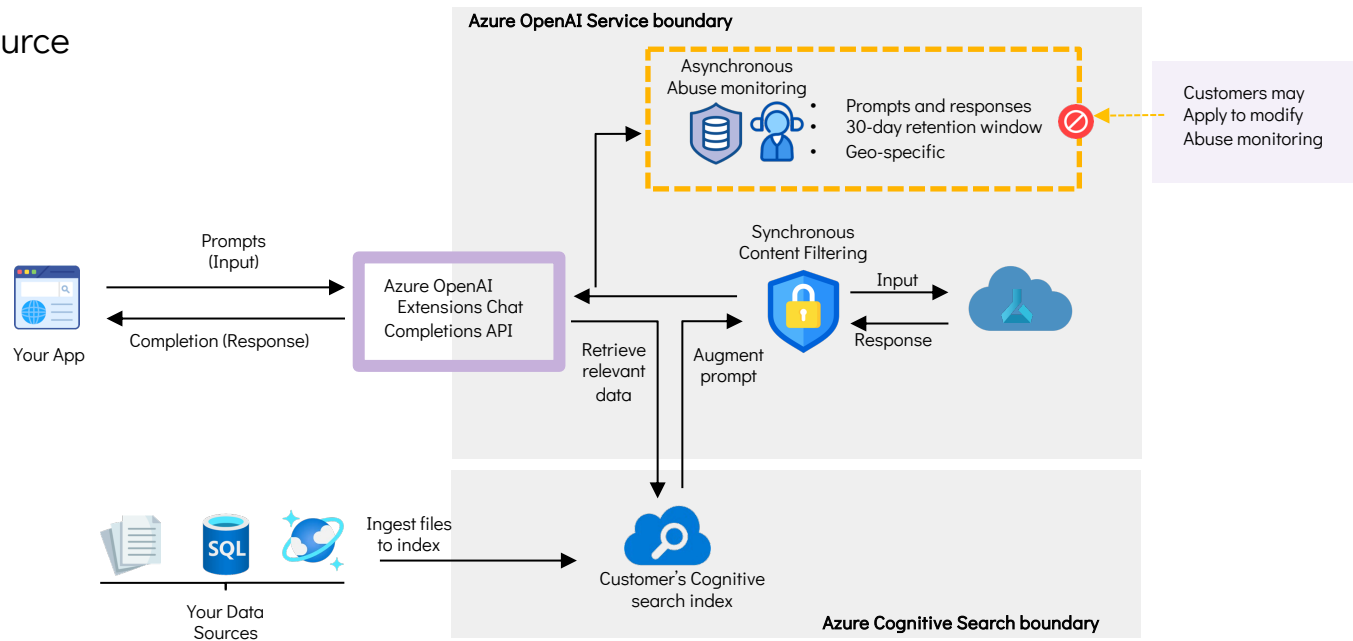 Azure OpenAI Service boundary
urce
Asynchronous
Abuse monitoring
• Prompts and responses
• 30-day retention window
• Geo-specific
Customers may
Apply to modify
Abuse monitoring
Prompts
(Input)
Completion (Response)
Your App
Azure OpenAI
Extensions Chat
Completions API
Synchronous
Content Filtering
Input
Response
Retrieve
relevant
data
Augment
prompt
SQL
Your Data
Sources
Ingest files
to index
Customer's Cognitive
search index
Azure Cognitive Search boundary